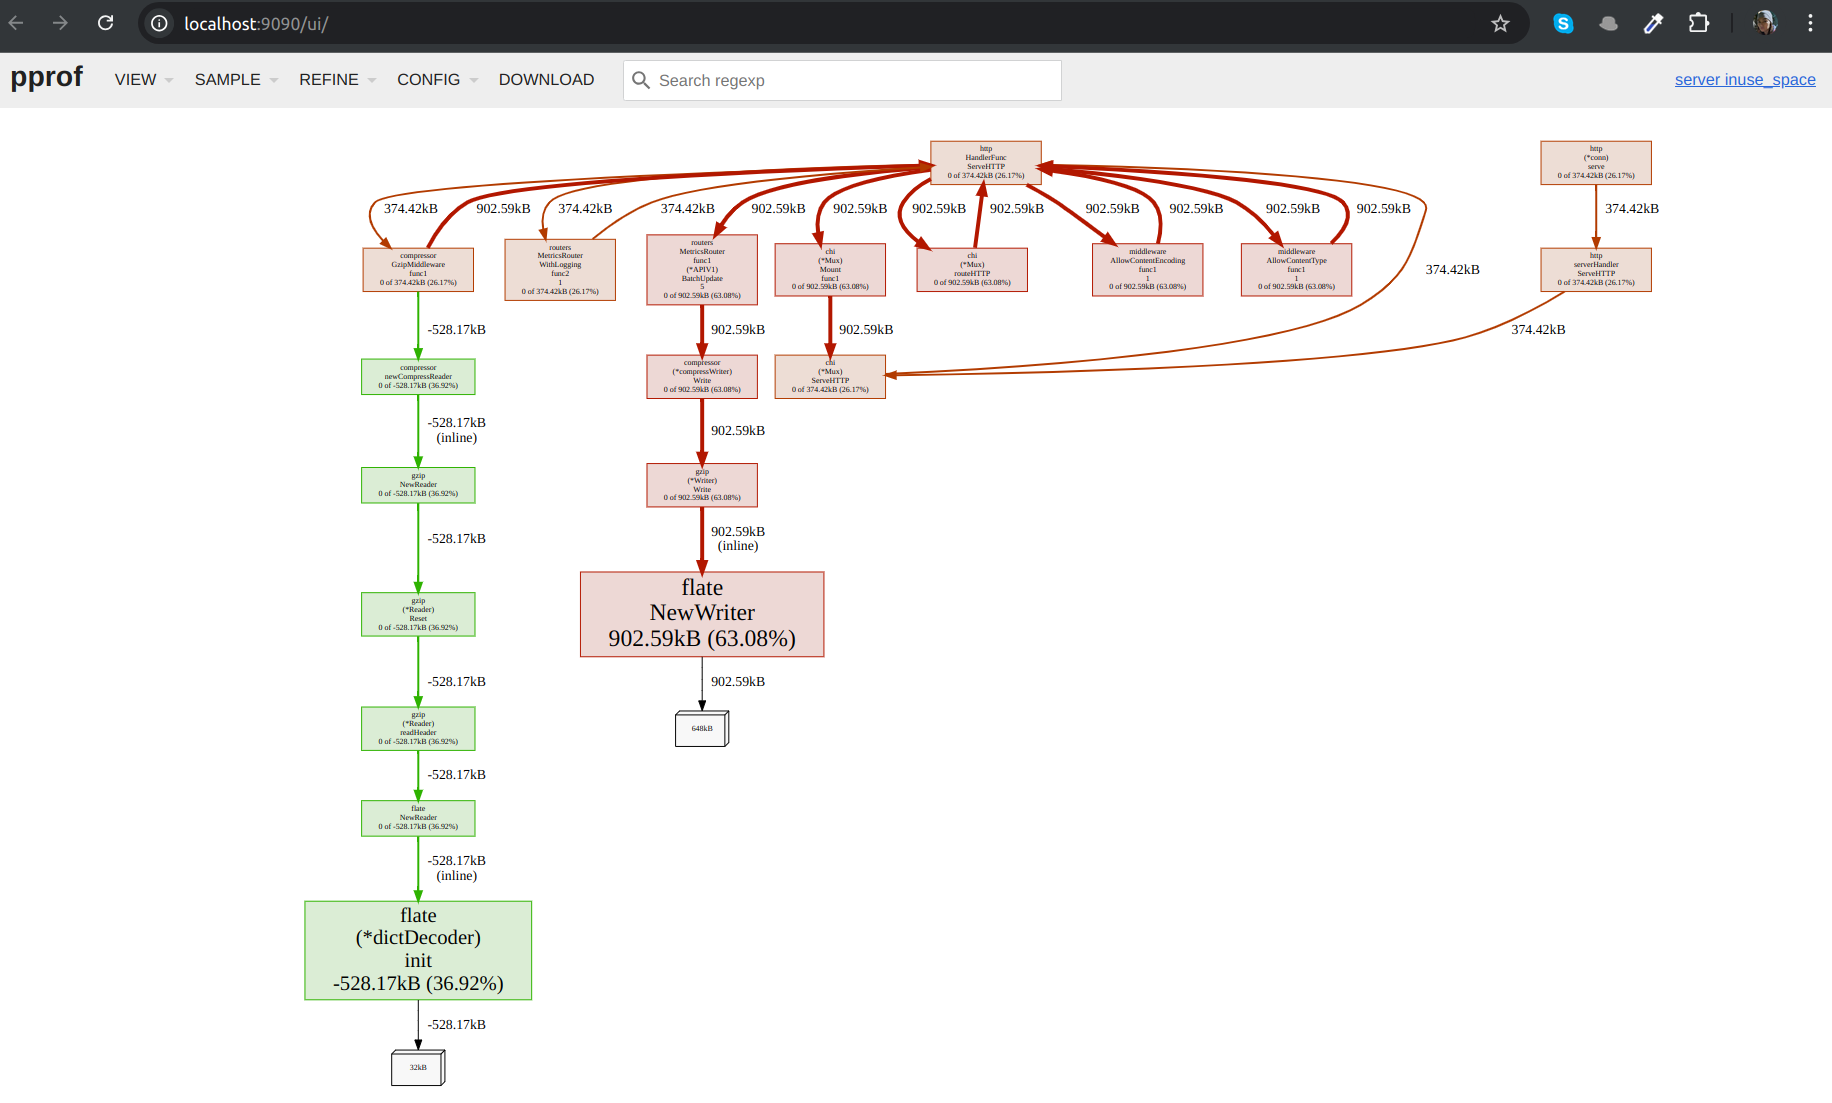 localhost:9090/ui/
pprof
VIEW
SAMPLE
REFINE
CONFIG
DOWNLOAD
Search regexp
server inuse_space
http
HandlerFunc
ServeHTTP
0 of 374.42kB (26.17%)
http
(*conn)
serve
0 of 374.42kB (26.17%)
374.42kB
902.59kB
374.42kB
374.42kB
902.59kB
902.59kB
902.59kB
902.59kB
902.59kB
902.59kB
902.59kB
902.59kB
374.42kB
compressor
GzipMiddleware
func1
0 of 374.42kB (26.17%)
routers
MetricsRouter
WithLogging
func2
1
0 of 374.42kB (26.17%)
routers
MetricsRouter
func1
(*APIV1)
BatchUpdate
5
0 of 902.59kB (63.08%)
chi
(*Mux)
Mount
func1
0 of 902.59kB (63.08%)
chi
(*Mux)
routeHTTP
0 of 902.59kB (63.08%)
middleware
AllowContentEncoding
func1
1
0 of 902.59kB (63.08%)
middleware
AllowContentType
func1
1
0 of 902.59kB (63.08%)
374.42kB
http
serverHandler
ServeHTTP
0 of 374.42kB (26.17%)
-528.17kB
902.59kB
902.59kB
374.42kB
compressor
newCompressReader
0 of -528.17kB (36.92%)
compressor
(*compressWriter)
Write
0 of 902.59kB (63.08%)
chi
(*Mux)
ServeHTTP
0 of 374.42kB (26.17%)
-528.17kB
(inline)
902.59kB
gzip
NewReader
0 of -528.17kB (36.92%)
gzip
(*Writer)
Write
0 of 902.59kB (63.08%)
-528.17kB
902.59kB
(inline)
gzip
(*Reader)
Reset
0 of -528.17kB (36.92%)
flate
NewWriter
902.59kB (63.08%)
-528.17kB
902.59kB
gzip
(*Reader)
readHeader
0 of -528.17kB (36.92%)
648kB
-528.17kB
flate
NewReader
0 of -528.17kB (36.92%)
-528.17kB
(inline)
flate
(*dictDecoder)
init
-528.17kB (36.92%)
-528.17kB
32kB